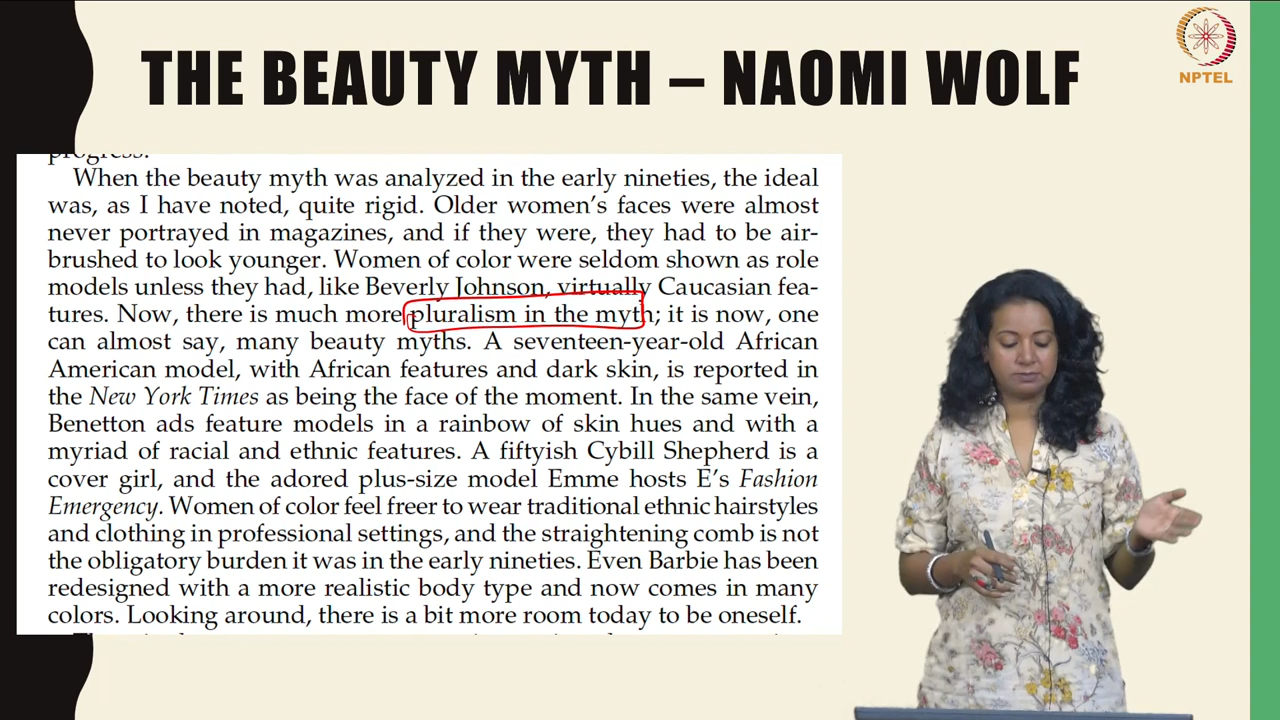 THE BEAUTY MYTH – NAOMI WOLF
NPTEL
progress.
When the beauty myth was analyzed in the early nineties, the ideal
was, as I have noted, quite rigid. Older women’s faces were almost
never portrayed in magazines, and if they were, they had to be air-
brushed to look younger. Women of color were seldom shown as role
models unless they had, like Beverly Johnson, virtually Caucasian fea-
tures. Now, there is much more pluralism in the myth; it is now, one
can almost say, many beauty myths. A seventeen-year-old African
American model, with African features and dark skin, is reported in
the New York Times as being the face of the moment. In the same vein,
Benetton ads feature models in a rainbow of skin hues and with a
myriad of racial and ethnic features. A fiftyish Cybill Shepherd is a
cover girl, and the adored plus-size model Emme hosts E’s Fashion
Emergency. Women of color feel freer to wear traditional ethnic hairstyles
and clothing in professional settings, and the straightening comb is not
the obligatory burden it was in the early nineties. Even Barbie has been
redesigned with a more realistic body type and now comes in many
colors. Looking around, there is a bit more room today to be oneself.